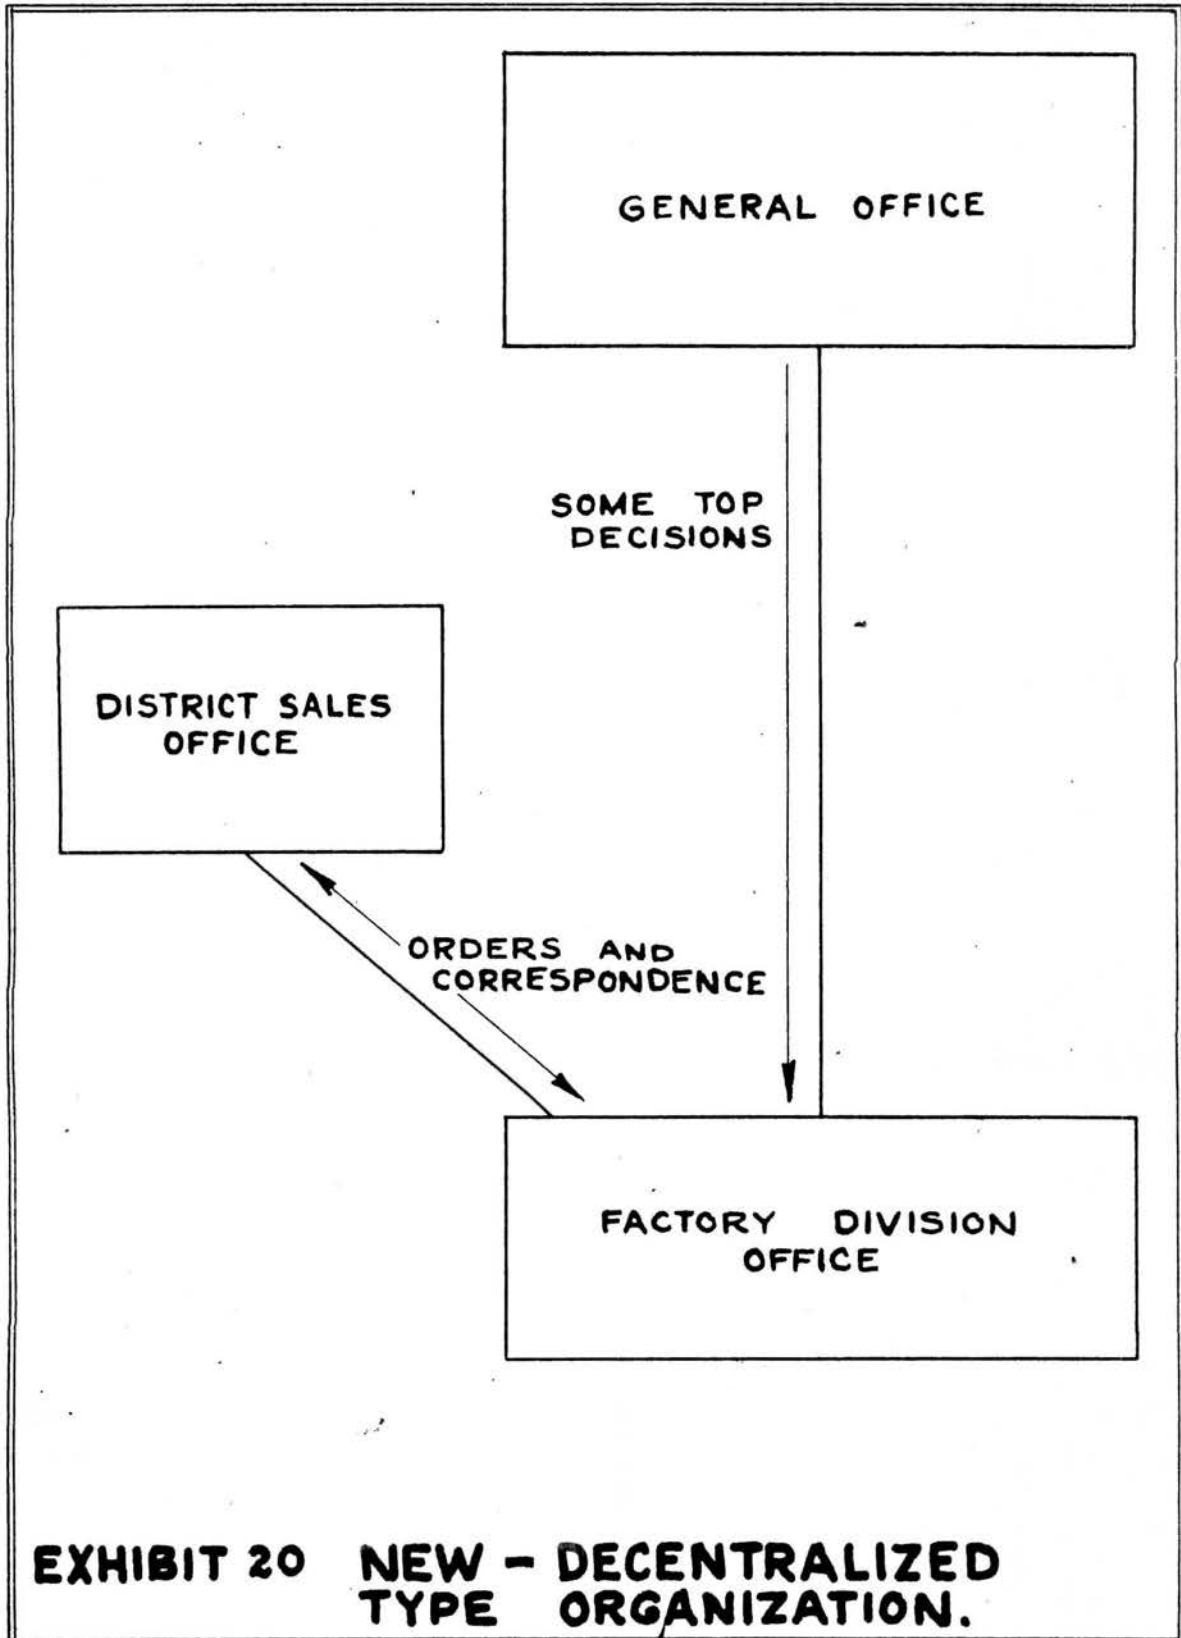 GENERAL OFFICE
SOME TOP
DECISIONS
DISTRICT SALES
OFFICE
ORDERS AND
CORRESPONDENCE
FACTORY DIVISION
OFFICE
EXHIBIT 20 NEW - DECENTRALIZED
TYPE ORGANIZATION.